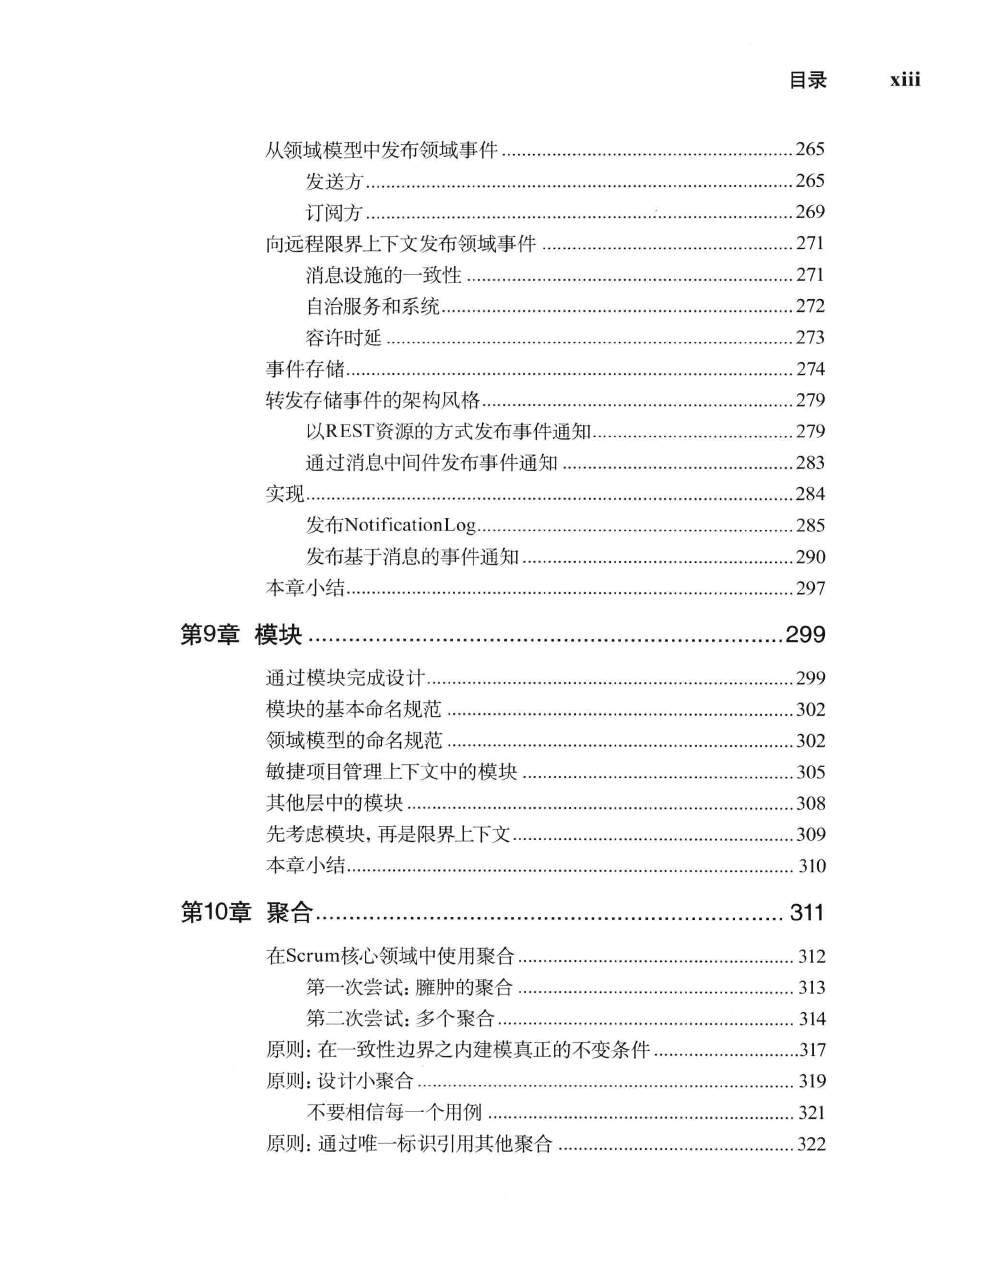 目录 xiii
从领域模型中发布领域事件 265
发送方 265
订阅方 269
向远程限界上下文发布领域事件 271
消息设施的一致性 271
自治服务和系统 272
容许时延 273
事件存储 274
转发存储事件的架构风格 279
以REST资源的方式发布事件通知 279
通过消息中间件发布事件通知 283
实现 284
发布NotificationLog 285
发布基于消息的事件通知 290
本章小结 297
第9章 模块 299
通过模块完成设计 299
模块的基本命名规范 302
领域模型的命名规范 302
敏捷项目管理上下文中的模块 305
其他层中的模块 308
先考虑模块，再是限界上下文 309
本章小结 310
第10章 聚合 311
在Scrum核心领域中使用聚合 312
第一次尝试：臃肿的聚合 313
第二次尝试：多个聚合 314
原则：在一致性边界之内建模真正的不变条件 317
原则：设计小聚合 319
不要相信每一个用例 321
原则：通过唯一标识引用其他聚合 322